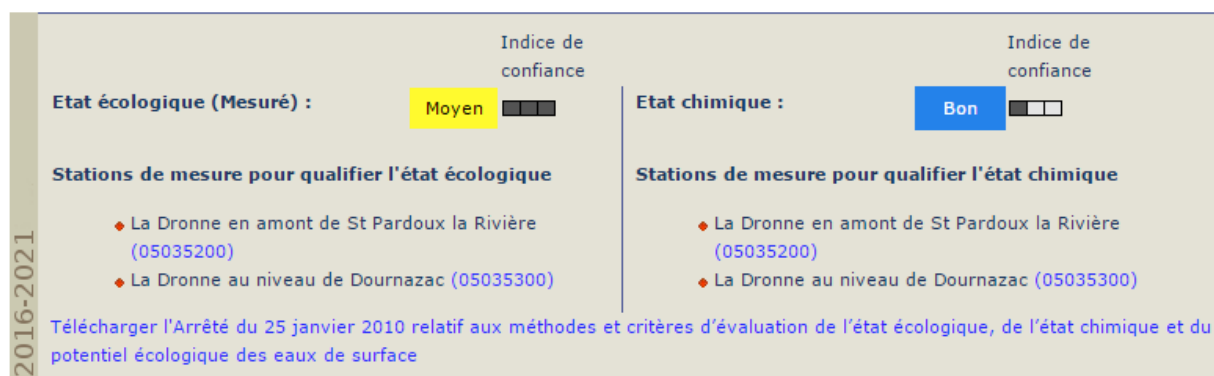 Indice de
confiance
Etat écologique (Mesuré) :
Moyen
Stations de mesure pour qualifier l'état écologique
La Dronne en amont de St Pardoux la Rivière
(05035200)
La Dronne au niveau de Dournazac (05035300)
Indice de
confiance
Etat chimique :
Bon
Stations de mesure pour qualifier l'état chimique
La Dronne en amont de St Pardoux la Rivière
(05035200)
La Dronne au niveau de Dournazac (05035300)
Télécharger l'Arrêté du 25 janvier 2010 relatif aux méthodes et critères d’évaluation de l’état écologique, de l’état chimique et du
potentiel écologique des eaux de surface
2016-2021